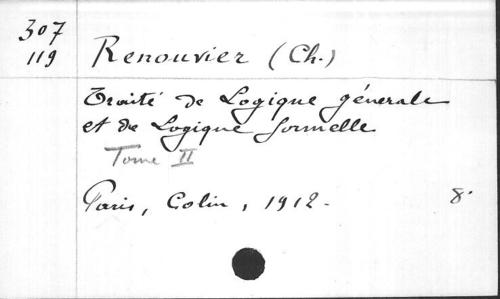 307
119
Renouvier (Ch.)
Traité de Logique générale
et de Logique formelle
Tome II
Paris, Colin, 1912.
8°